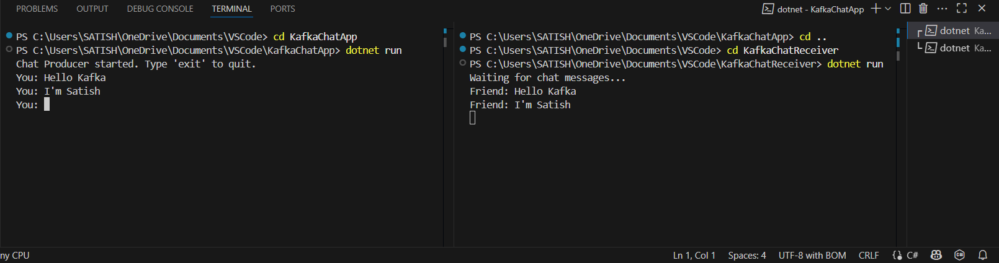 PROBLEMS OUTPUT DEBUG CONSOLE TERMINAL PORTS
dotnet - KafkaChatApp
PS C:\Users\SATISH\OneDrive\Documents\VSCode> cd KafkaChatApp
PS C:\Users\SATISH\OneDrive\Documents\VSCode\KafkaChatApp> dotnet run
Chat Producer started. Type 'exit' to quit.
You: Hello Kafka
You: I'm Satish
You:
PS C:\Users\SATISH\OneDrive\Documents\VSCode\KafkaChatApp> cd ..
PS C:\Users\SATISH\OneDrive\Documents\VSCode> cd KafkaChatReceiver
PS C:\Users\SATISH\OneDrive\Documents\VSCode\KafkaChatReceiver> dotnet run
Waiting for chat messages...
Friend: Hello Kafka
Friend: I'm Satish
dotnet Ka...
dotnet Ka...
ny CPU
Ln 1, Col 1 Spaces: 4 UTF-8 with BOM CRLF C#